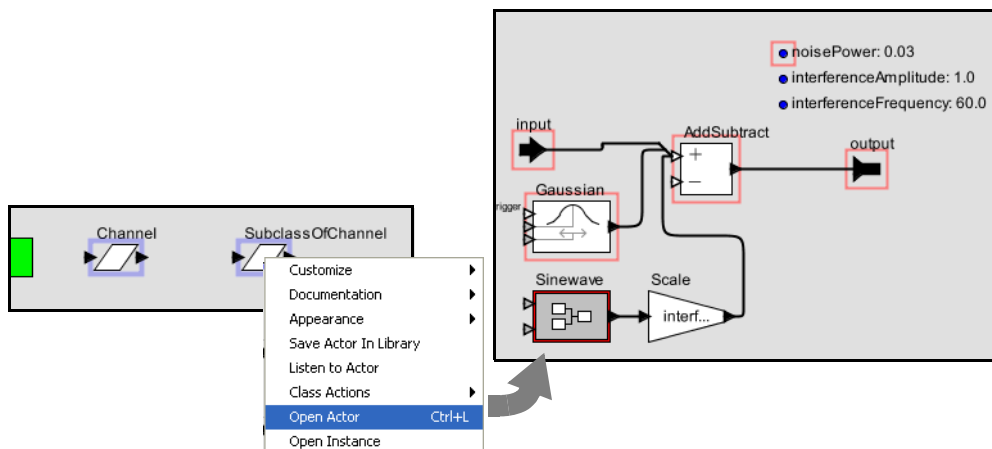 noisePower: 0.03
interferenceAmplitude: 1.0
interferenceFrequency: 60.0
input
AddSubtract
output
+
−
Gaussian
rigger
Sinewave
Scale
interf...
Channel
SubclassOfChannel
Customize
Documentation
Appearance
Save Actor In Library
Listen to Actor
Class Actions
Open Actor Ctrl+L
Open Instance